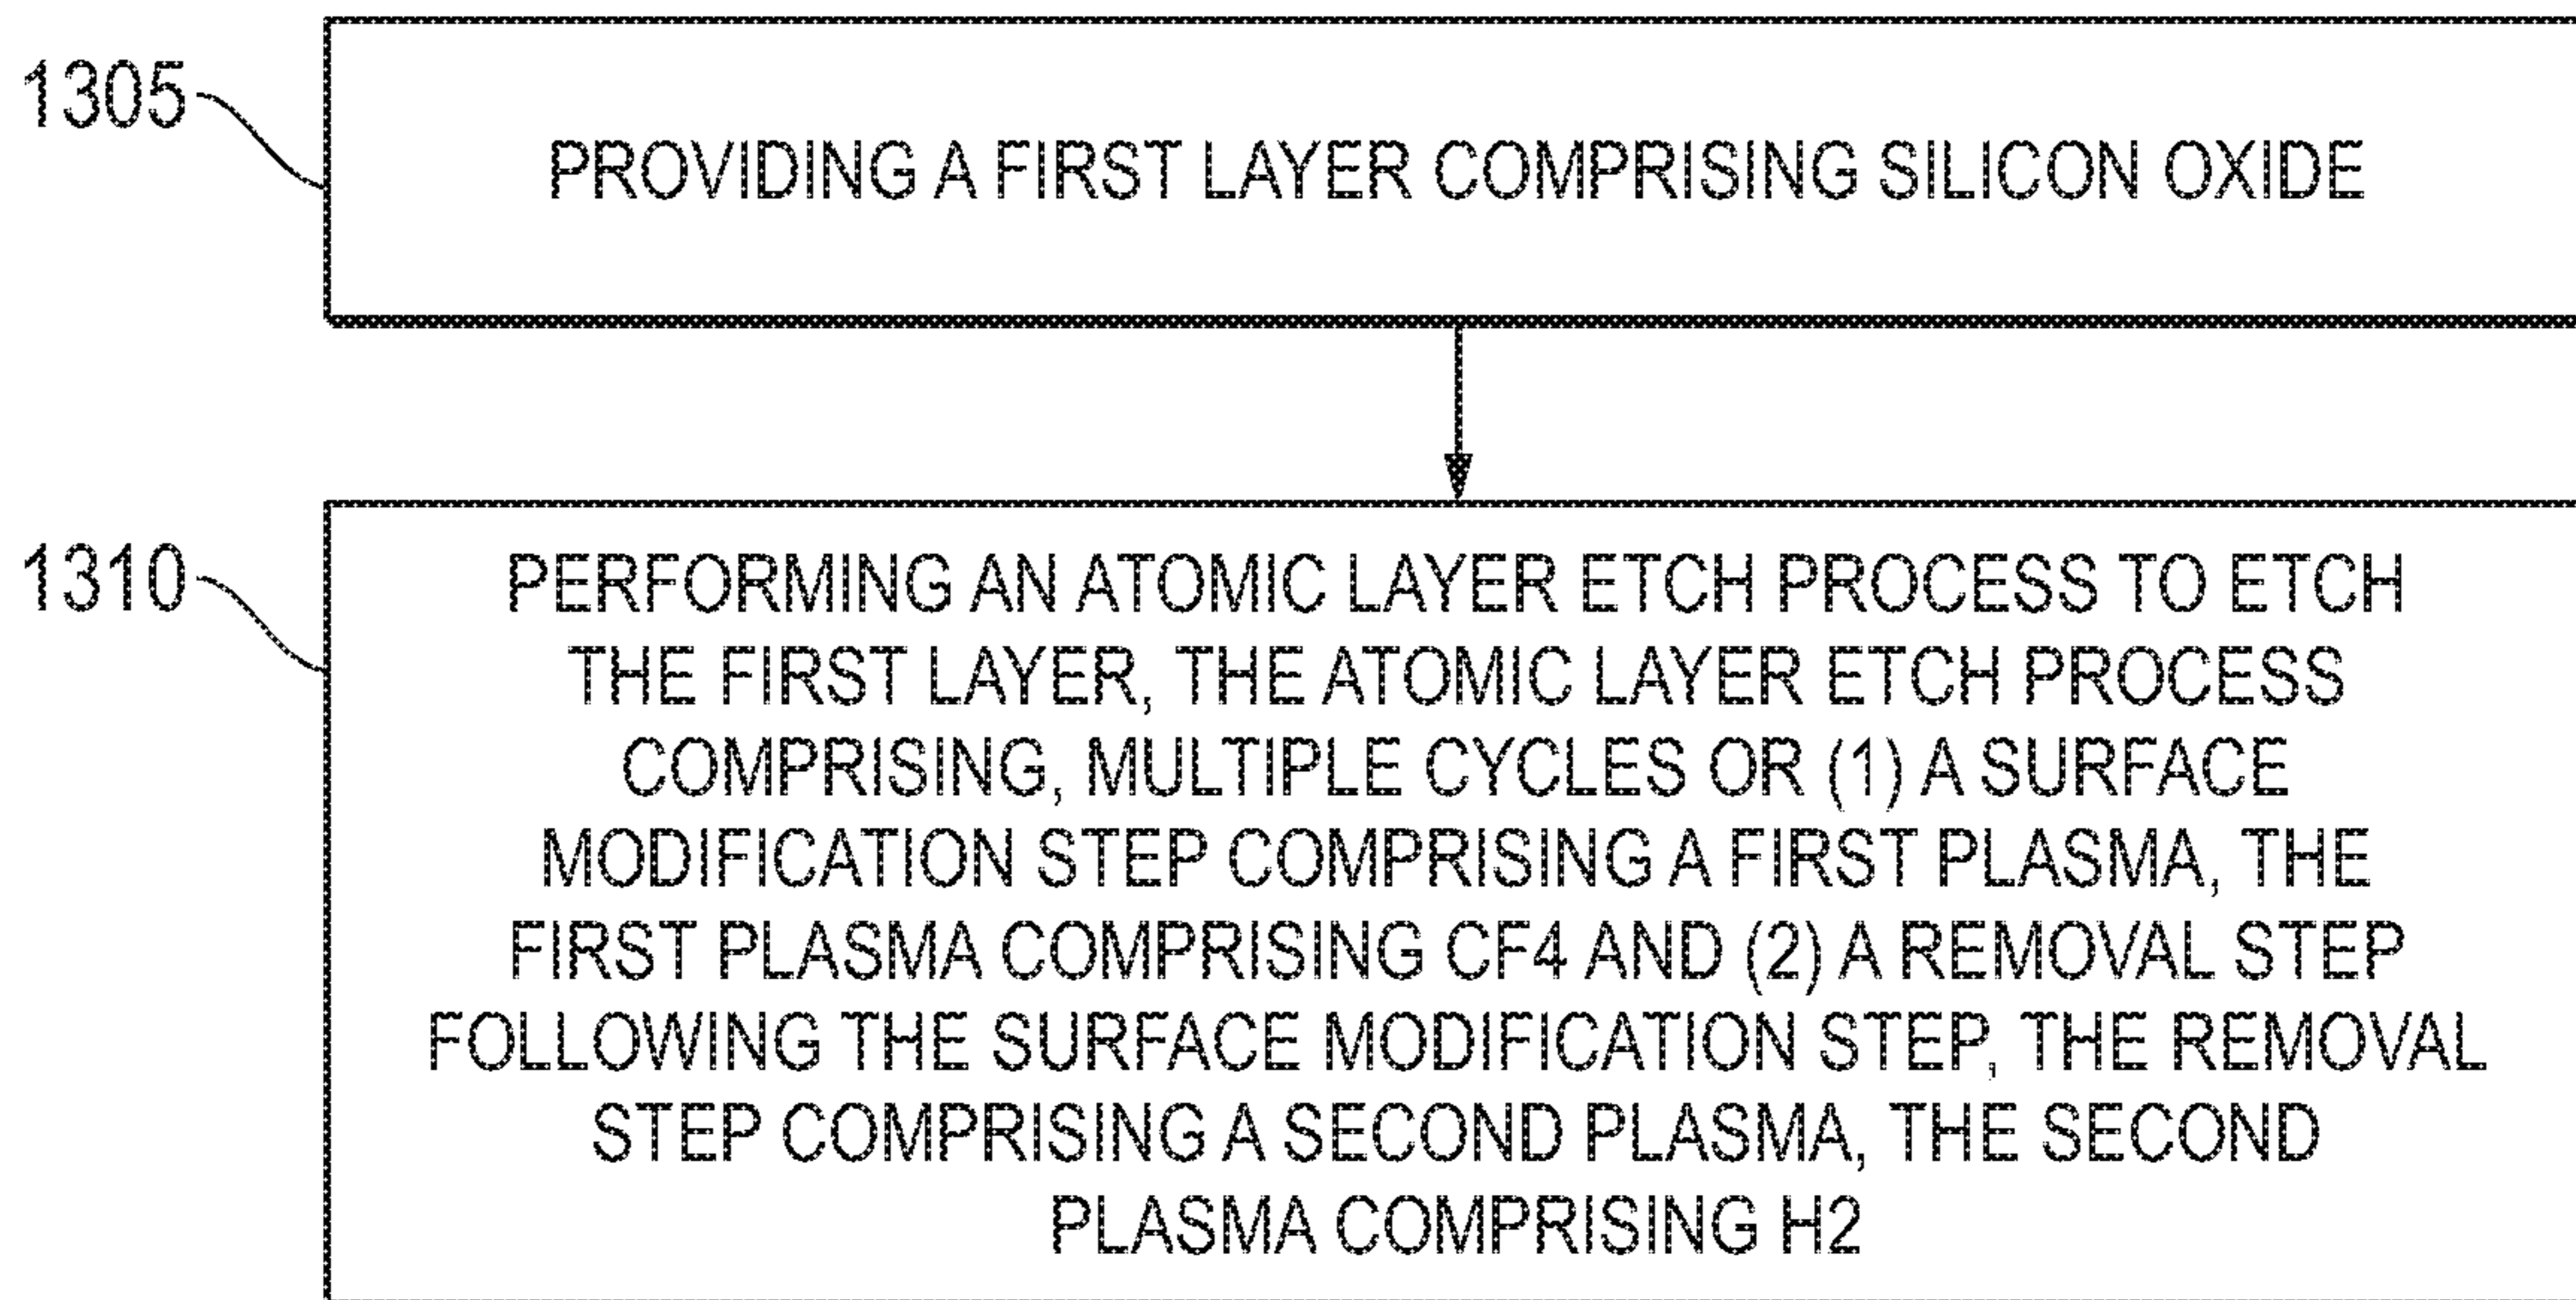 1305
PROVIDING A FIRST LAYER COMPRISING SILICON OXIDE
1310
PERFORMING AN ATOMIC LAYER ETCH PROCESS TO ETCH
THE FIRST LAYER, THE ATOMIC LAYER ETCH PROCESS
COMPRISING, MULTIPLE CYCLES OR (1) A SURFACE
MODIFICATION STEP COMPRISING A FIRST PLASMA, THE
FIRST PLASMA COMPRISING CF4 AND (2) A REMOVAL STEP
FOLLOWING THE SURFACE MODIFICATION STEP, THE REMOVAL
STEP COMPRISING A SECOND PLASMA, THE SECOND
PLASMA COMPRISING H2